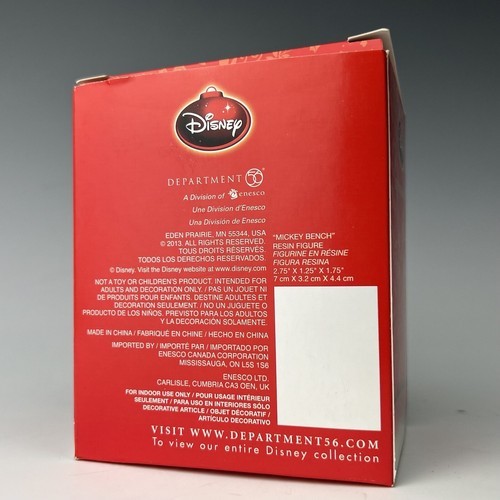 Disney
DEPARTMENT 56®
A Division of enesco
Une Division d'Enesco
Una División de Enesco
EDEN PRAIRIE, MN 55344, USA
© 2013. ALL RIGHTS RESERVED.
TOUS DROITS RÉSERVÉS.
TODOS LOS DERECHOS RESERVADOS.
© Disney. Visit the Disney website at www.disney.com
"MICKEY BENCH"
RESIN FIGURE
FIGURINE EN RÉSINE
FIGURA RESINA
2.75" X 1.25" X 1.75"
7 cm X 3.2 cm X 4.4 cm
NOT A TOY OR CHILDREN'S PRODUCT. INTENDED FOR
ADULTS AND DECORATION ONLY. / PAS UN JOUET NI
DE PRODUITS POUR ENFANTS. DESTINÉ ADULTES ET
DÉCORATION SEULEMENT. / NO UN JUGUETE O
PRODUCTO DE LOS NIÑOS. PREVISTO PARA LOS ADULTOS
Y LA DECORACIÓN SOLAMENTE.
MADE IN CHINA / FABRIQUÉ EN CHINE / HECHO EN CHINA
IMPORTED BY / IMPORTÉ PAR / IMPORTADO POR
ENESCO CANADA CORPORATION
MISSISSAUGA, ON L5S 1S6
ENESCO LTD.
CARLISLE, CUMBRIA CA3 OEN, UK
FOR INDOOR USE ONLY / POUR USAGE INTÉRIEUR
SEULEMENT / PARA USO EN INTERIORES SÓLO
DECORATIVE ARTICLE / OBJET DÉCORATIF /
ARTÍCULO DECORATIVO
VISIT WWW.DEPARTMENT56.COM
To view our entire Disney collection